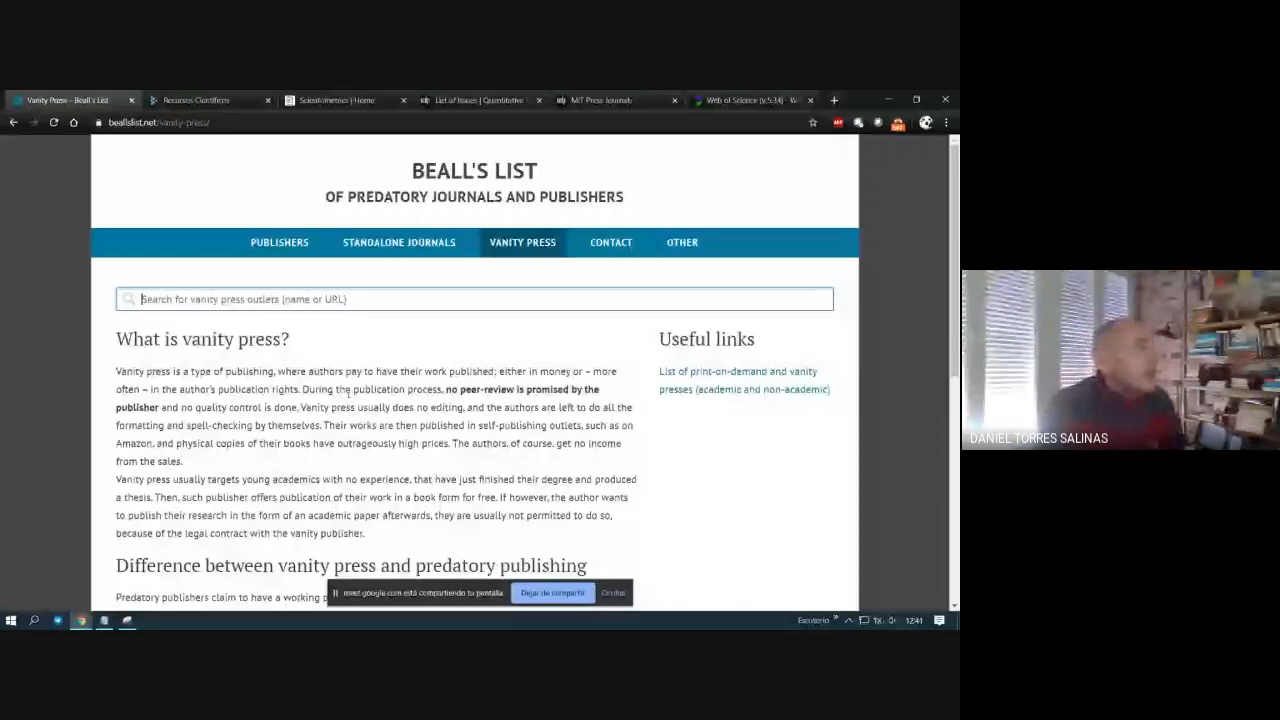 Vanity Press – Beall's List
Recursos Científicos
Scientometrics | Home
List of Issues | Quantitative
MIT Press Journals
Web of Science [v.5.34] - W
beallslist.net/vanity-press/
BEALL'S LIST
OF PREDATORY JOURNALS AND PUBLISHERS
PUBLISHERS STANDALONE JOURNALS VANITY PRESS CONTACT OTHER
Search for vanity press outlets (name or URL)
What is vanity press?
Vanity press is a type of publishing, where authors pay to have their work published; either in money or – more
often – in the author's publication rights. During the publication process, no peer-review is promised by the
publisher and no quality control is done. Vanity press usually does no editing, and the authors are left to do all the
formatting and spell-checking by themselves. Their works are then published in self-publishing outlets, such as on
Amazon, and physical copies of their books have outrageously high prices. The authors, of course, get no income
from the sales.
Vanity press usually targets young academics with no experience, that have just finished their degree and produced
a thesis. Then, such publisher offers publication of their work in a book form for free. If however, the author wants
to publish their research in the form of an academic paper afterwards, they are usually not permitted to do so,
because of the legal contract with the vanity publisher.
Difference between vanity press and predatory publishing
Predatory publishers claim to have a working p
Useful links
List of print-on-demand and vanity
presses (academic and non-academic)
meet.google.com está compartiendo tu pantalla
Dejar de compartir
Ocultar
Escritorio
12:41
DANIEL TORRES SALINAS